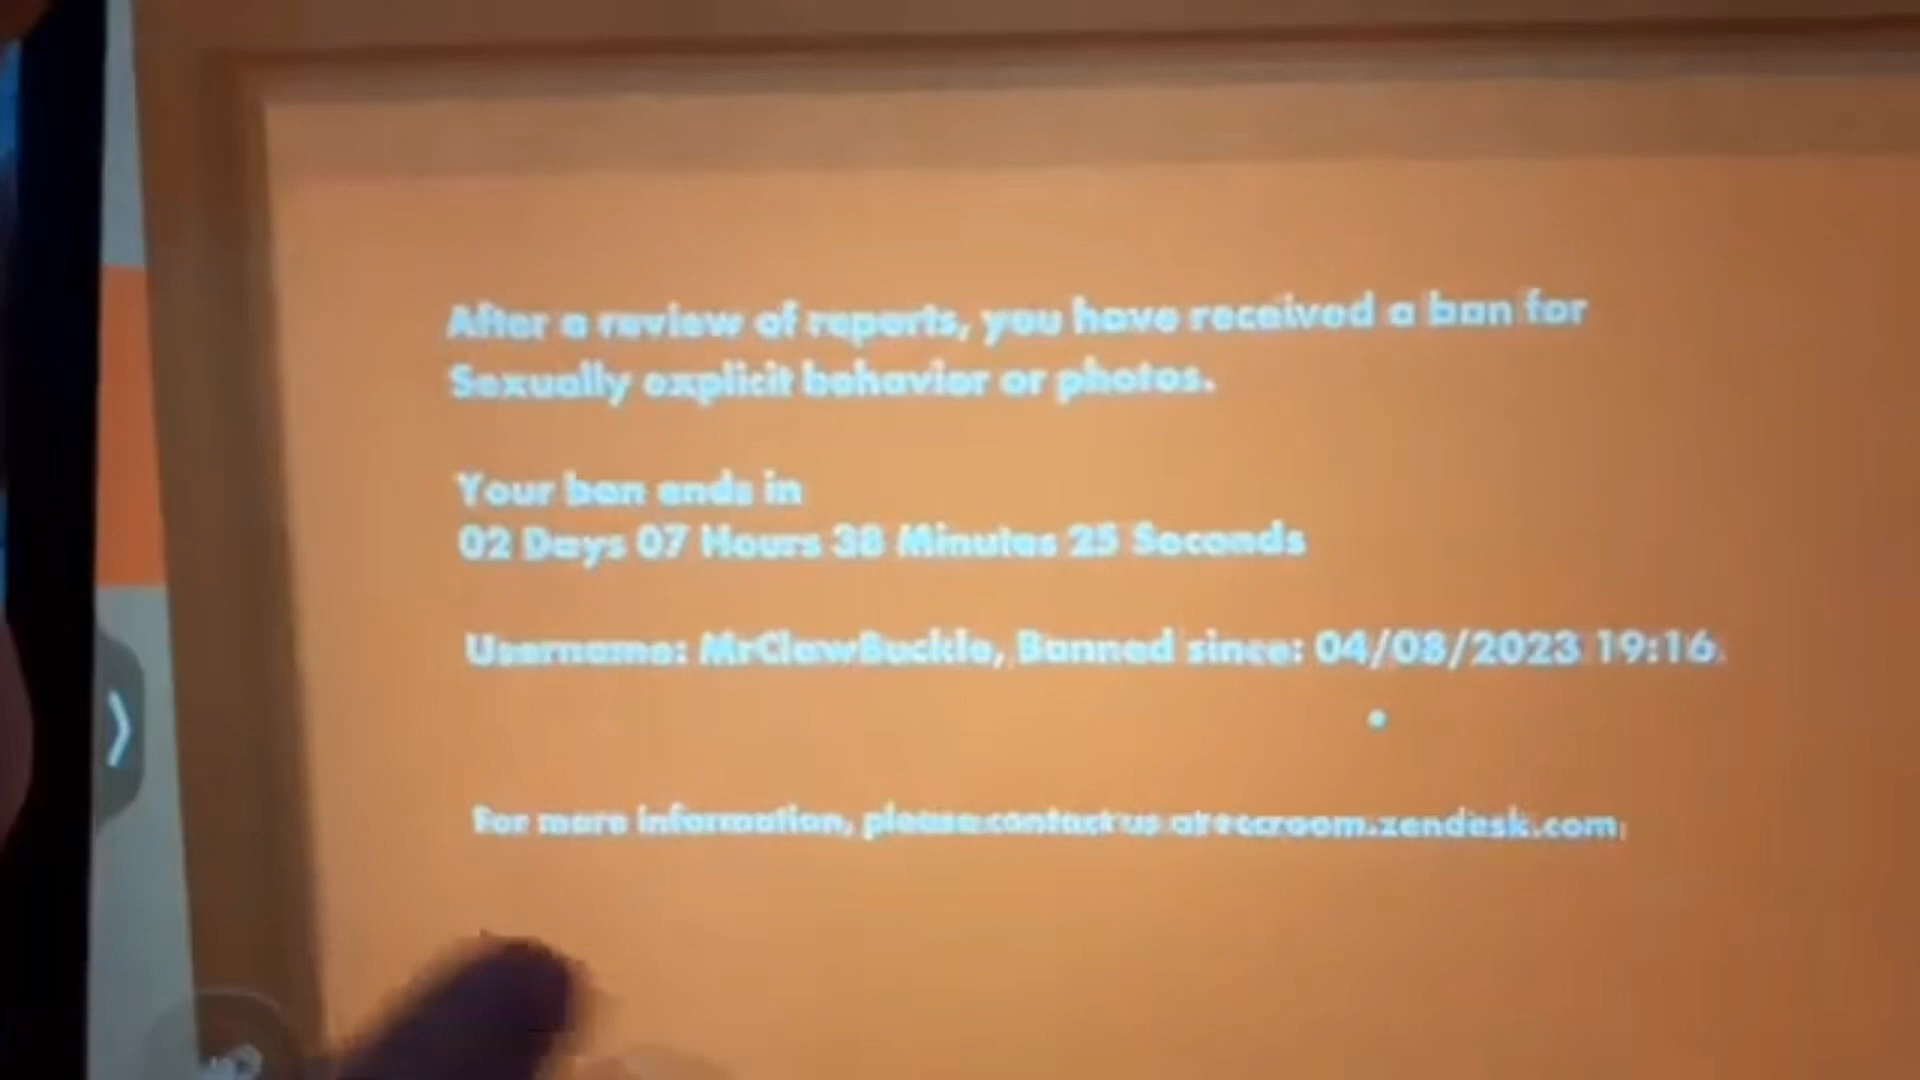 After a review of reports, you have received a ban for
Sexually explicit behavior or photos.
Your ban ends in
02 Days 07 Hours 38 Minutes 25 Seconds
Username: MrClawBuckle, Banned since: 04/08/2023 19:16.
For more information, please contact us at recroom.zendesk.com.